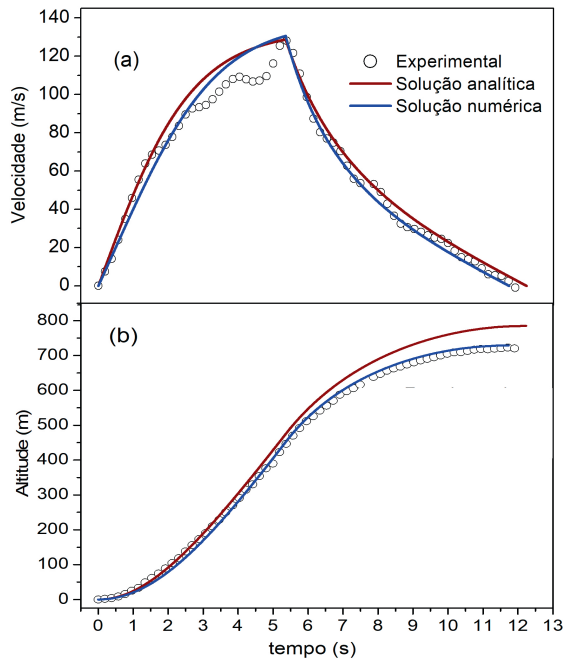 140
120
100
80
60
40
20
0
Velocidade (m/s)
(a)
Experimental
Solução analítica
Solução numérica
800
700
600
500
400
300
200
100
0
Altitude (m)
(b)
0 1 2 3 4 5 6 7 8 9 10 11 12 13
tempo (s)